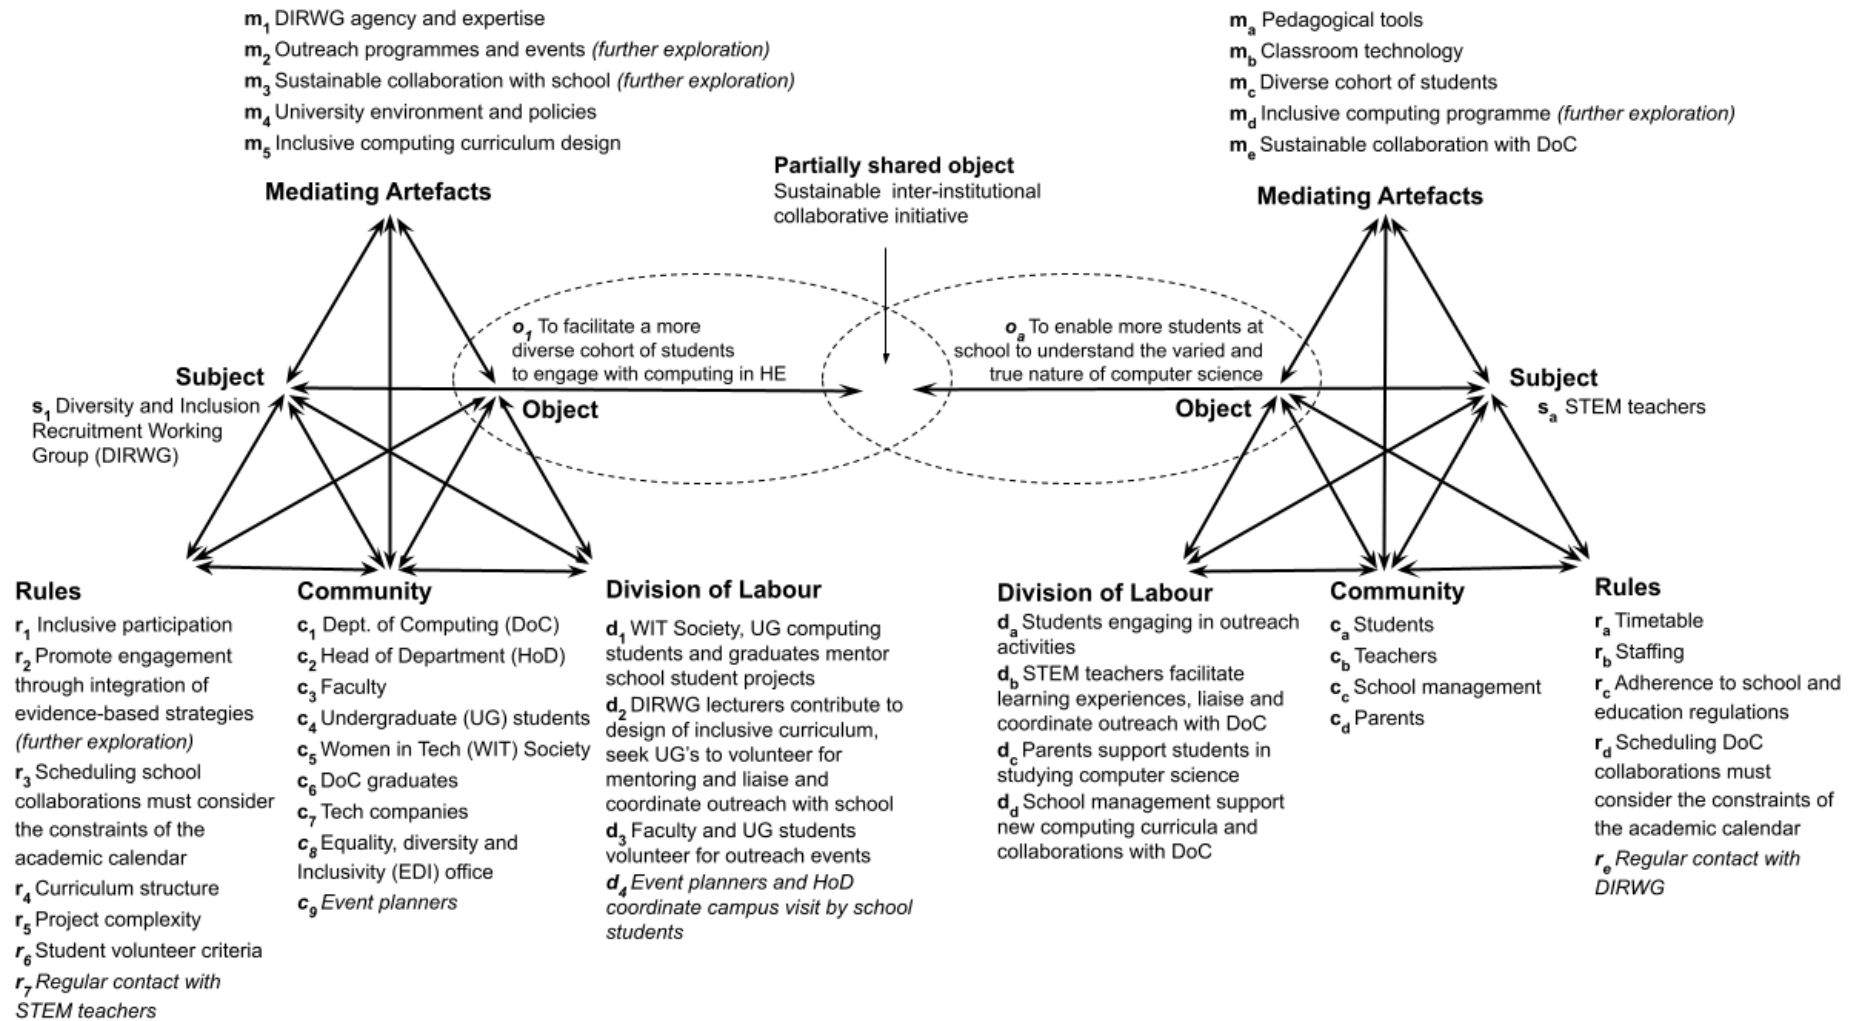 m1 DIRWG agency and expertise
m2 Outreach programmes and events (further exploration)
m3 Sustainable collaboration with school (further exploration)
m4 University environment and policies
m5 Inclusive computing curriculum design
Mediating Artefacts
ma Pedagogical tools
mb Classroom technology
mc Diverse cohort of students
md Inclusive computing programme (further exploration)
me Sustainable collaboration with DoC
Mediating Artefacts
Partially shared object
Sustainable inter-institutional
collaborative initiative
o1 To facilitate a more
diverse cohort of students
to engage with computing in HE
Object
oa To enable more students at
school to understand the varied and
true nature of computer science
Object
Subject
s1 Diversity and Inclusion
Recruitment Working
Group (DIRWG)
Subject
sa STEM teachers
Rules
r1 Inclusive participation
r2 Promote engagement
through integration of
evidence-based strategies
(further exploration)
r3 Scheduling school
collaborations must consider
the constraints of the
academic calendar
r4 Curriculum structure
r5 Project complexity
r6 Student volunteer criteria
r7 Regular contact with
STEM teachers
Community
c1 Dept. of Computing (DoC)
c2 Head of Department (HoD)
c3 Faculty
c4 Undergraduate (UG) students
c5 Women in Tech (WIT) Society
c6 DoC graduates
c7 Tech companies
c8 Equality, diversity and
Inclusivity (EDI) office
c9 Event planners
Division of Labour
d1 WIT Society, UG computing
students and graduates mentor
school student projects
d2 DIRWG lecturers contribute to
design of inclusive curriculum,
seek UG's to volunteer for
mentoring and liaise and
coordinate outreach with school
d3 Faculty and UG students
volunteer for outreach events
d4 Event planners and HoD
coordinate campus visit by school
students
Division of Labour
da Students engaging in outreach
activities
db STEM teachers facilitate
learning experiences, liaise and
coordinate outreach with DoC
dc Parents support students in
studying computer science
dd School management support
new computing curricula and
collaborations with DoC
Community
ca Students
cb Teachers
cc School management
cd Parents
Rules
ra Timetable
rb Staffing
rc Adherence to school and
education regulations
rd Scheduling DoC
collaborations must
consider the constraints of
the academic calendar
re Regular contact with
DIRWG